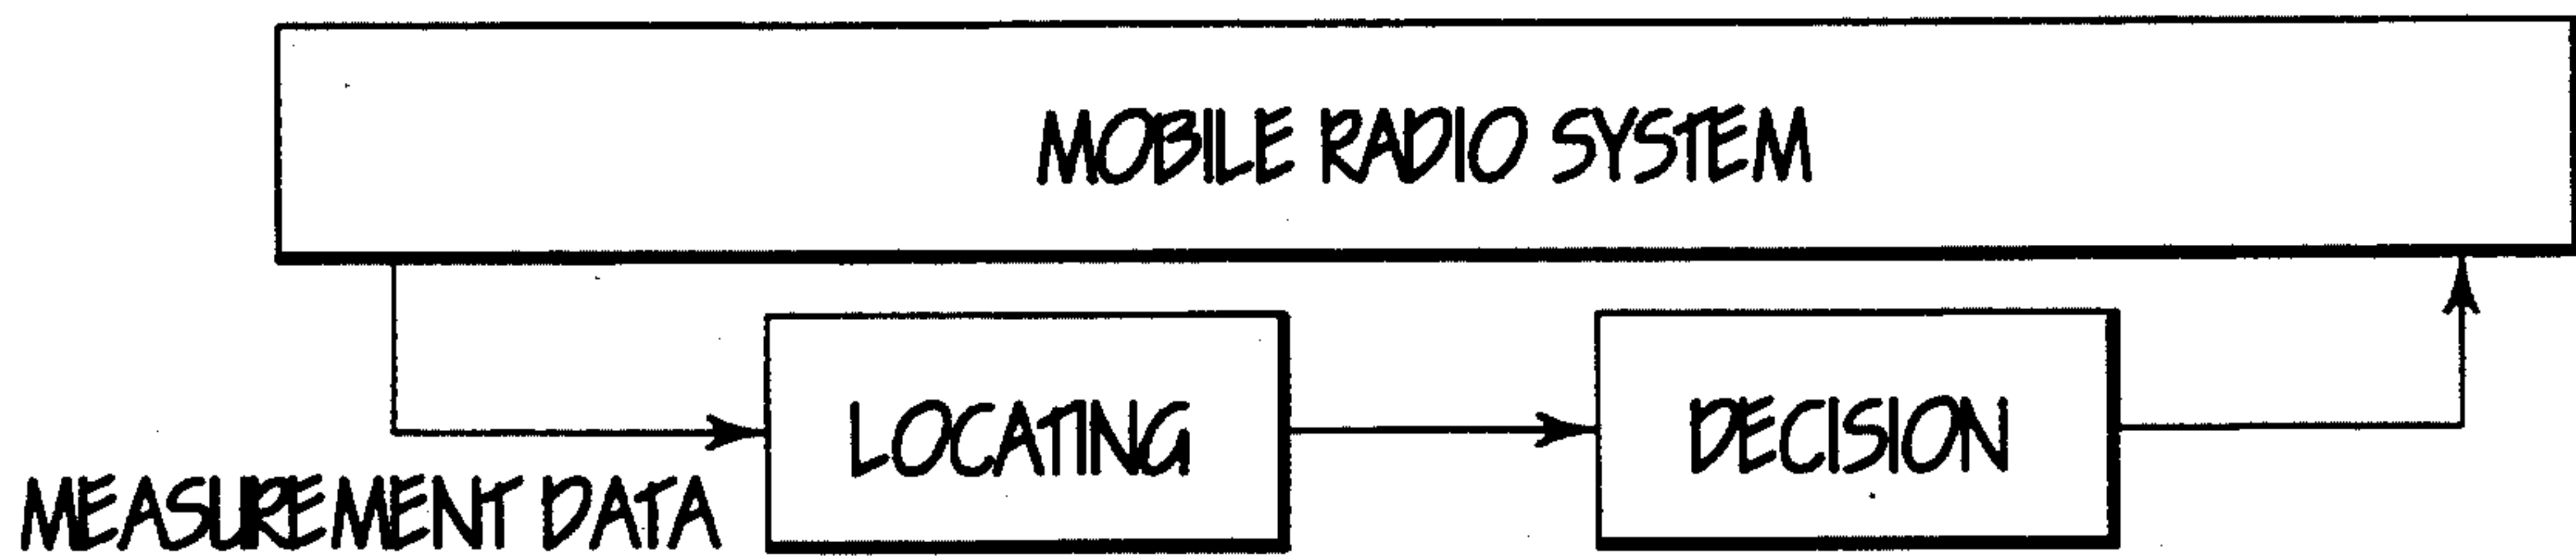 MOBILE RADIO SYSTEM
LOCATING
DECISION
MEASUREMENT DATA